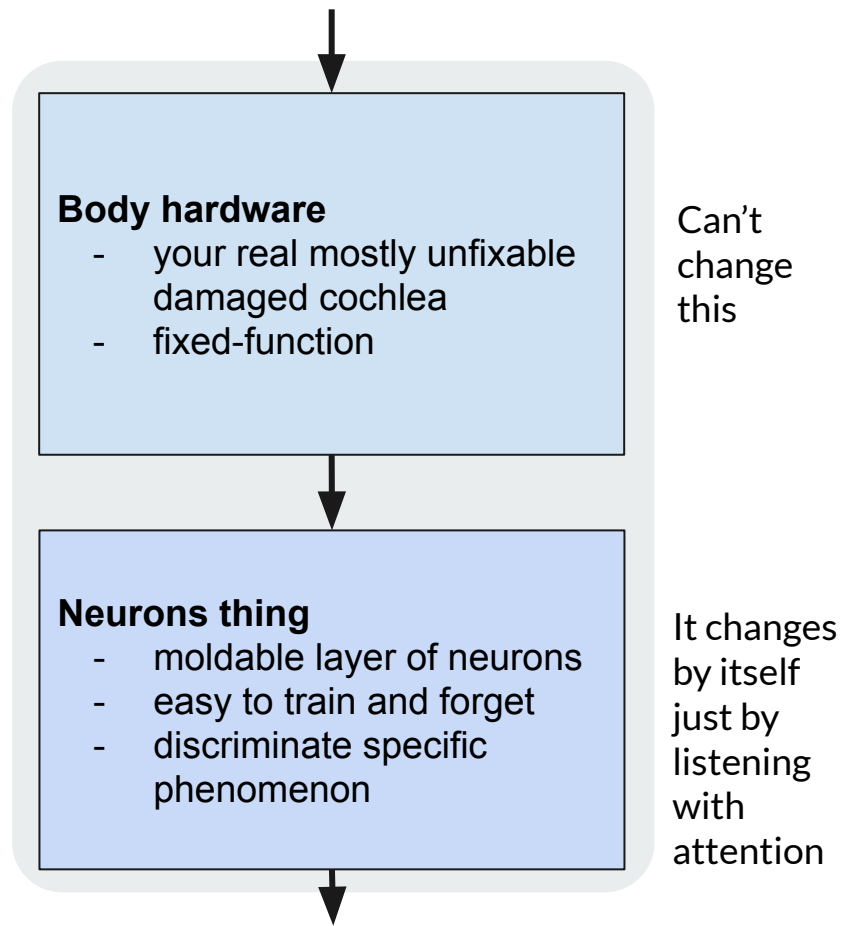 Body hardware
- your real mostly unfixable
damaged cochlea
- fixed-function
Can’t
change
this
Neurons thing
- moldable layer of neurons
- easy to train and forget
- discriminate specific
phenomenon
It changes
by itself
just by
listening
with
attention